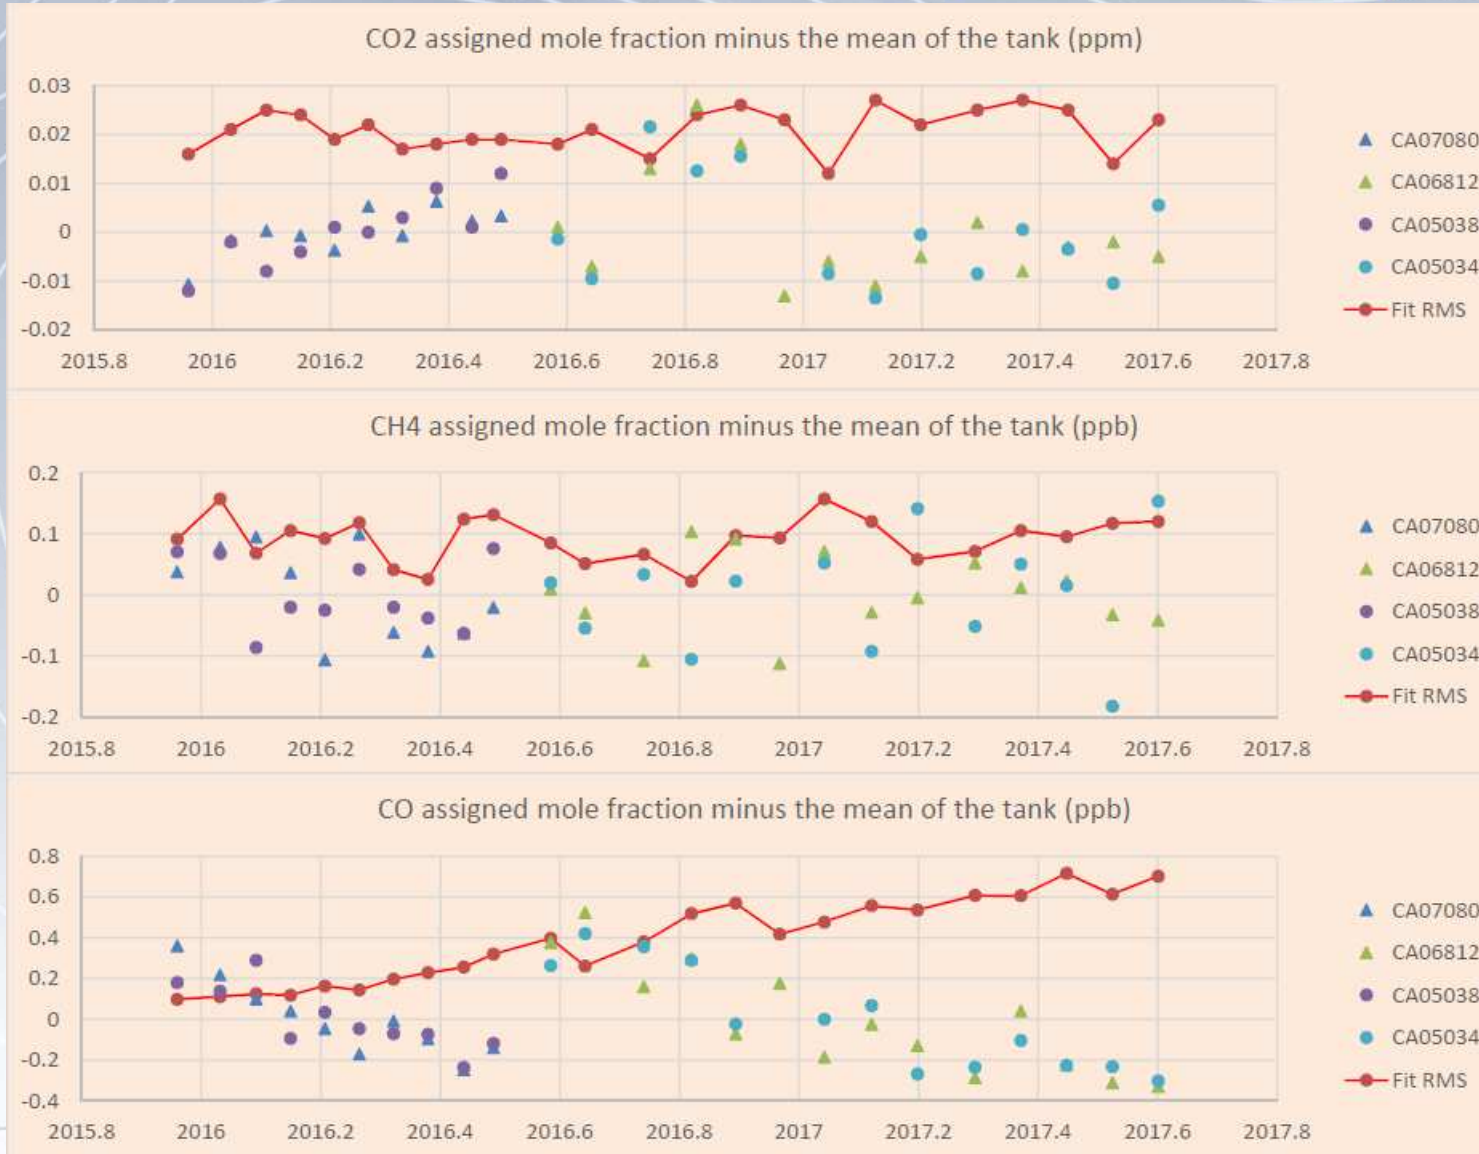 CO2 assigned mole fraction minus the mean of the tank (ppm)
0.03
0.02
0.01
0
-0.01
-0.02
2015.8 2016 2016.2 2016.4 2016.6 2016.8 2017 2017.2 2017.4 2017.6 2017.8
CA07080
CA06812
CA05038
CA05034
Fit RMS
CH4 assigned mole fraction minus the mean of the tank (ppb)
0.2
0.1
0
-0.1
-0.2
2015.8 2016 2016.2 2016.4 2016.6 2016.8 2017 2017.2 2017.4 2017.6 2017.8
CA07080
CA06812
CA05038
CA05034
Fit RMS
CO assigned mole fraction minus the mean of the tank (ppb)
0.8
0.6
0.4
0.2
0
-0.2
-0.4
2015.8 2016 2016.2 2016.4 2016.6 2016.8 2017 2017.2 2017.4 2017.6 2017.8
CA07080
CA06812
CA05038
CA05034
Fit RMS